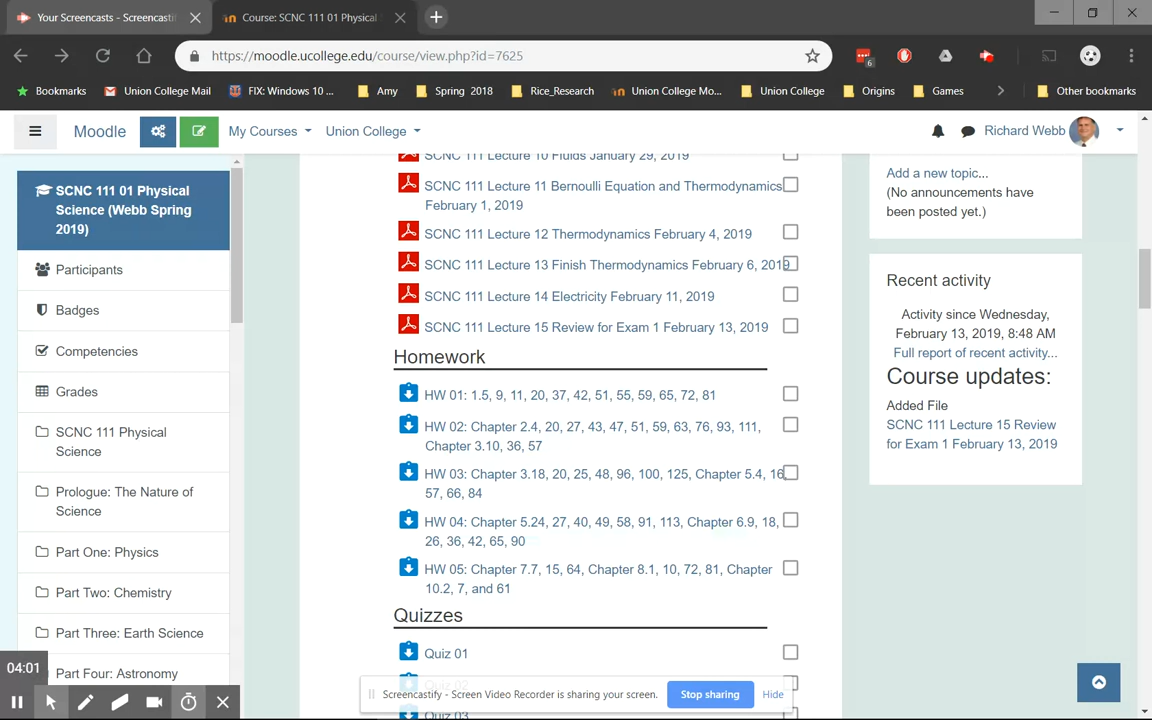 Your Screencasts - Screencastif
Course: SCNC 111 01 Physical
https://moodle.ucollege.edu/course/view.php?id=7625
6
Bookmarks
Union College Mail
FIX: Windows 10 ...
Amy
Spring 2018
Rice_Research
Union College Mo...
Union College
Origins
Games
Other bookmarks
Moodle
My Courses
Union College
Richard Webb
SCNC 111 01 Physical
Science (Webb Spring
2019)
Participants
Badges
Competencies
Grades
SCNC 111 Physical
Science
Prologue: The Nature of
Science
Part One: Physics
Part Two: Chemistry
Part Three: Earth Science
Part Four: Astronomy
04:01
SCNC 111 Lecture 10 Fluids January 29, 2019
SCNC 111 Lecture 11 Bernoulli Equation and Thermodynamics
February 1, 2019
SCNC 111 Lecture 12 Thermodynamics February 4, 2019
SCNC 111 Lecture 13 Finish Thermodynamics February 6, 2019
SCNC 111 Lecture 14 Electricity February 11, 2019
SCNC 111 Lecture 15 Review for Exam 1 February 13, 2019
Homework
HW 01: 1.5, 9, 11, 20, 37, 42, 51, 55, 59, 65, 72, 81
HW 02: Chapter 2.4, 20, 27, 43, 47, 51, 59, 63, 76, 93, 111,
Chapter 3.10, 36, 57
HW 03: Chapter 3.18, 20, 25, 48, 96, 100, 125, Chapter 5.4, 16,
57, 66, 84
HW 04: Chapter 5.24, 27, 40, 49, 58, 91, 113, Chapter 6.9, 18,
26, 36, 42, 65, 90
HW 05: Chapter 7.7, 15, 64, Chapter 8.1, 10, 72, 81, Chapter
10.2, 7, and 61
Quizzes
Quiz 01
Quiz 02
Quiz 03
Screencastify - Screen Video Recorder is sharing your screen.
Stop sharing
Hide
Add a new topic...
(No announcements have
been posted yet.)
Recent activity
Activity since Wednesday,
February 13, 2019, 8:48 AM
Full report of recent activity...
Course updates:
Added File
SCNC 111 Lecture 15 Review
for Exam 1 February 13, 2019